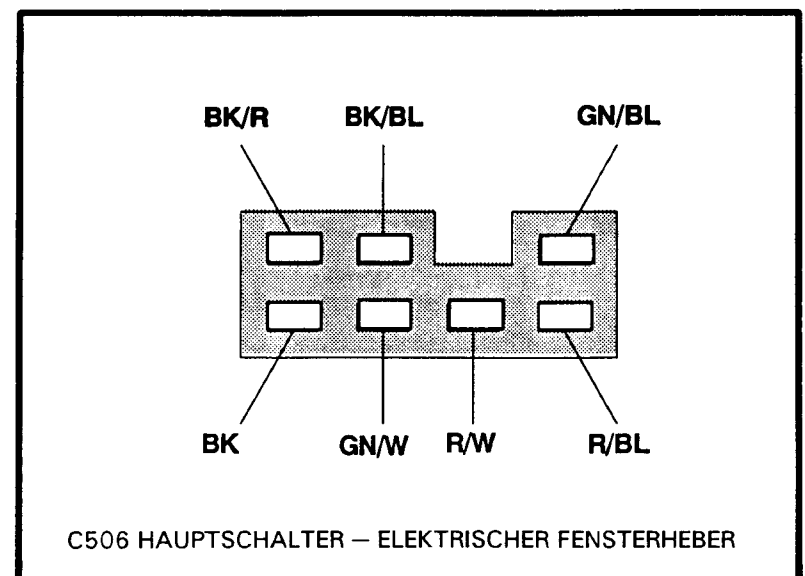 BK/R BK/BL GN/BL
BK GN/W R/W R/BL
C506 HAUPTSCHALTER — ELEKTRISCHER FENSTERHEBER